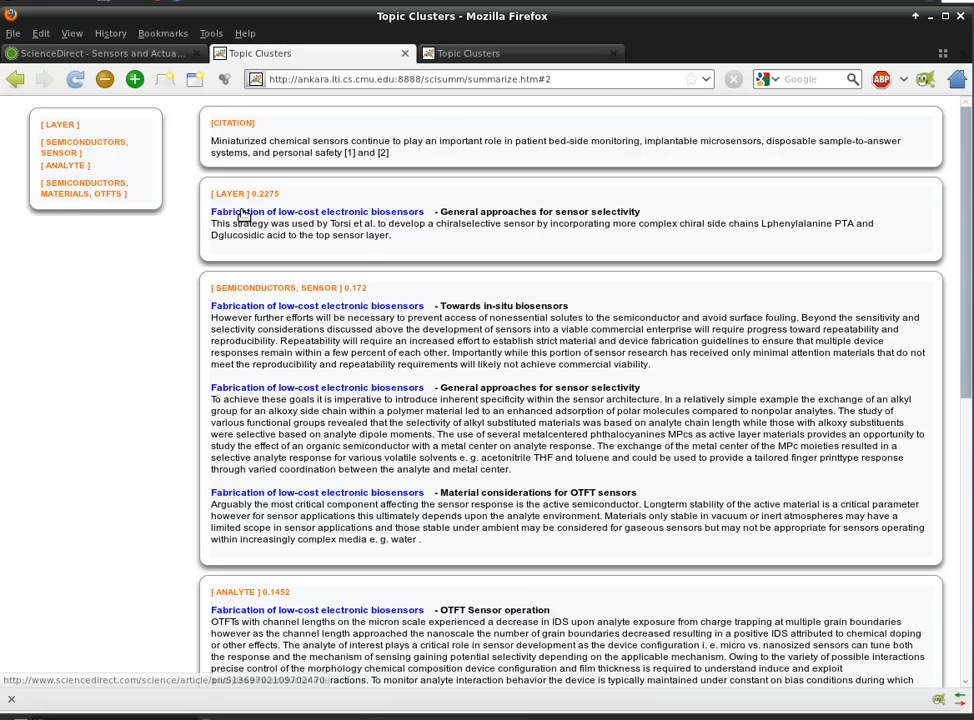 Topic Clusters - Mozilla Firefox
File Edit View History Bookmarks Tools Help
ScienceDirect - Sensors and Actua... Topic Clusters Topic Clusters
http://ankara.lti.cs.cmu.edu:8888/scisumm/summarize.htm#2 Google ABP
[ LAYER ]
[ SEMICONDUCTORS,
SENSOR ]
[ ANALYTE ]
[ SEMICONDUCTORS,
MATERIALS, OTFTS ]
[CITATION]
Miniaturized chemical sensors continue to play an important role in patient bed-side monitoring, implantable microsensors, disposable sample-to-answer
systems, and personal safety [1] and [2]
[ LAYER ] 0.2275
Fabrication of low-cost electronic biosensors - General approaches for sensor selectivity
This strategy was used by Torsi et al. to develop a chiralselective sensor by incorporating more complex chiral side chains Lphenylalanine PTA and
Dglucosidic acid to the top sensor layer.
[ SEMICONDUCTORS, SENSOR ] 0.172
Fabrication of low-cost electronic biosensors - Towards in-situ biosensors
However further efforts will be necessary to prevent access of nonessential solutes to the semiconductor and avoid surface fouling. Beyond the sensitivity and
selectivity considerations discussed above the development of sensors into a viable commercial enterprise will require progress toward repeatability and
reproducibility. Repeatability will require an increased effort to establish strict material and device fabrication guidelines to ensure that multiple device
responses remain within a few percent of each other. Importantly while this portion of sensor research has received only minimal attention materials that do not
meet the reproducibility and repeatability requirements will likely not achieve commercial viability.
Fabrication of low-cost electronic biosensors - General approaches for sensor selectivity
To achieve these goals it is imperative to introduce inherent specificity within the sensor architecture. In a relatively simple example the exchange of an alkyl
group for an alkoxy side chain within a polymer material led to an enhanced adsorption of polar molecules compared to nonpolar analytes. The study of
various functional groups revealed that the selectivity of alkyl substituted materials was based on analyte chain length while those with alkoxy substituents
were selective based on analyte dipole moments. The use of several metalcentered phthalocyanines MPcs as active layer materials provides an opportunity to
study the effect of an organic semiconductor with a metal center on analyte response. The exchange of the metal center of the MPc moieties resulted in a
selective analyte response for various volatile solvents e. g. acetonitrile THF and toluene and could be used to provide a tailored finger printtype response
through varied coordination between the analyte and metal center.
Fabrication of low-cost electronic biosensors - Material considerations for OTFT sensors
Arguably the most critical component affecting the sensor response is the active semiconductor. Longterm stability of the active material is a critical parameter
however for sensor applications this ultimately depends upon the analyte environment. Materials only stable in vacuum or inert atmospheres may have a
limited scope in sensor applications and those stable under ambient may be considered for gaseous sensors but may not be appropriate for sensors operating
within increasingly complex media e. g. water .
[ ANALYTE ] 0.1452
Fabrication of low-cost electronic biosensors - OTFT Sensor operation
OTFTs with channel lengths on the micron scale experienced a decrease in IDS upon analyte exposure from charge trapping at multiple grain boundaries
however as the channel length approached the nanoscale the number of grain boundaries decreased resulting in a positive IDS attributed to chemical doping
or other effects. The analyte of interest plays a critical role in sensor development as the device configuration i. e. micro vs. nanosized sensors can tune both
the response and the mechanism of sensing gaining potential selectivity depending on the applicable mechanism. Owing to the variety of possible interactions
precise control of the morphology chemical composition device configuration and film thickness is required to understand induce and exploit
ractions. To monitor analyte interaction behavior the device is typically maintained under constant on bias conditions during which
http://www.sciencedirect.com/science/article/pii/S1369702109702470